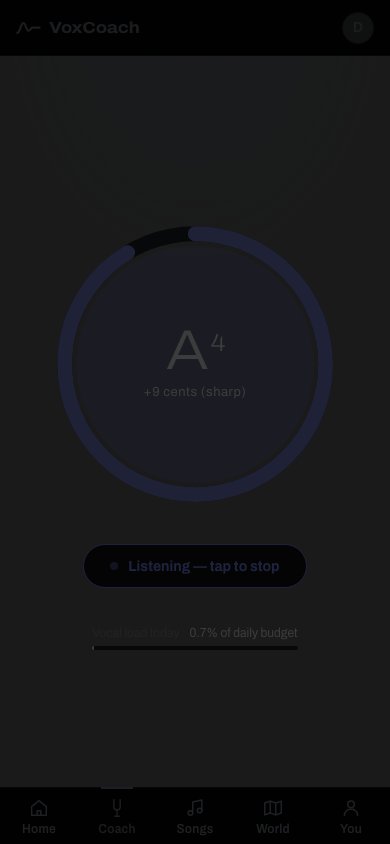 VoxCoach
D
A4
+9 cents (sharp)
Listening — tap to stop
Vocal load today 0.7% of daily budget
Home Coach Songs World You